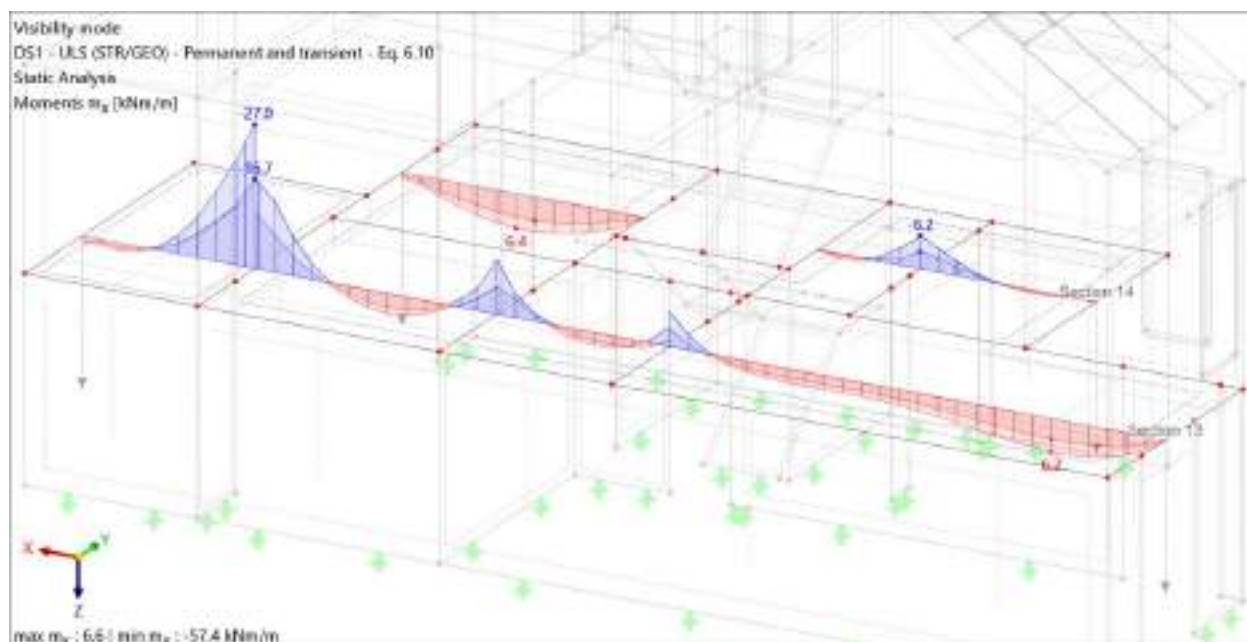 Visibility mode
DS1 - ULS (STR/GEO) - Permanent and transient - Eq. 6.10
Static Analysis
Moments mx [kNm/m]
27.9
6.2
6.4
Section 14
Section 13
6.2
Y
Y
X
Y
Z
max mx : 6.6 | min mx : -57.4 kNm/m